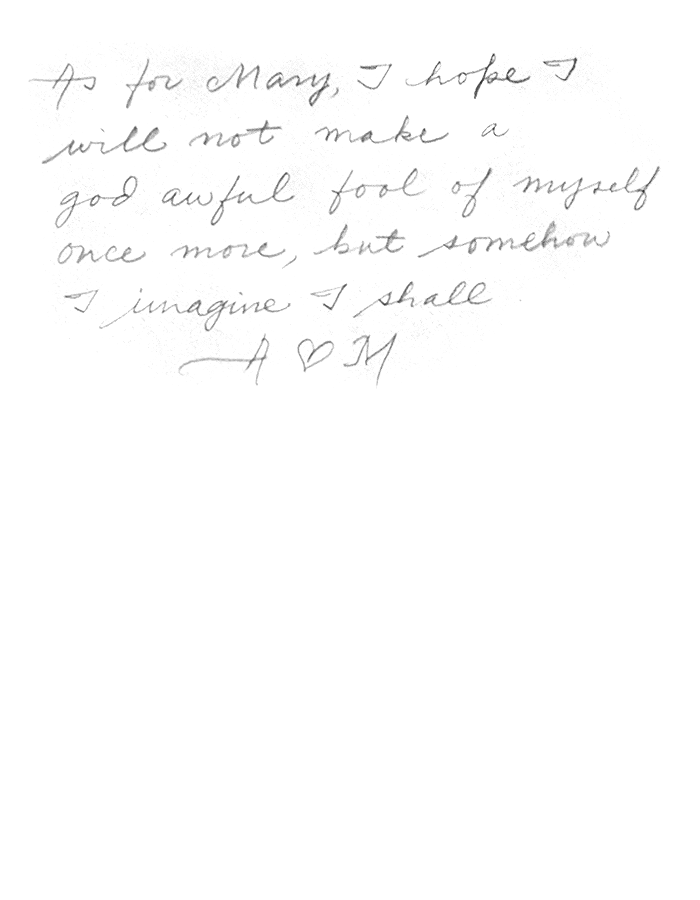 As for Mary, I hope I
will not make a
god awful fool of myself
once more, but somehow
I imagine I shall
—A ♡ M